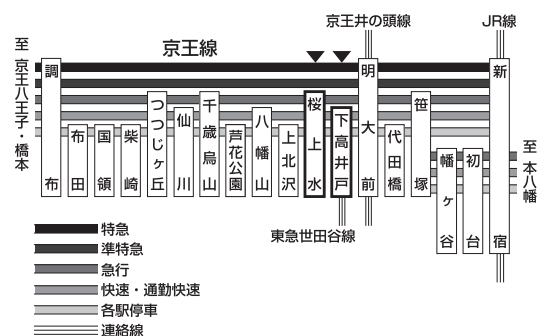 京王井の頭線
JR線
京王線
至 京王八王子・橋本
調布
布田
国領
柴崎
つつじヶ丘
仙川
千歳烏山
芦花公園
八幡山
上北沢
桜上水
下高井戸
明大前
代田橋
笹塚
幡ヶ谷
初台
新宿
至 本八幡
東急世田谷線
特急
準特急
急行
快速・通勤快速
各駅停車
連絡線